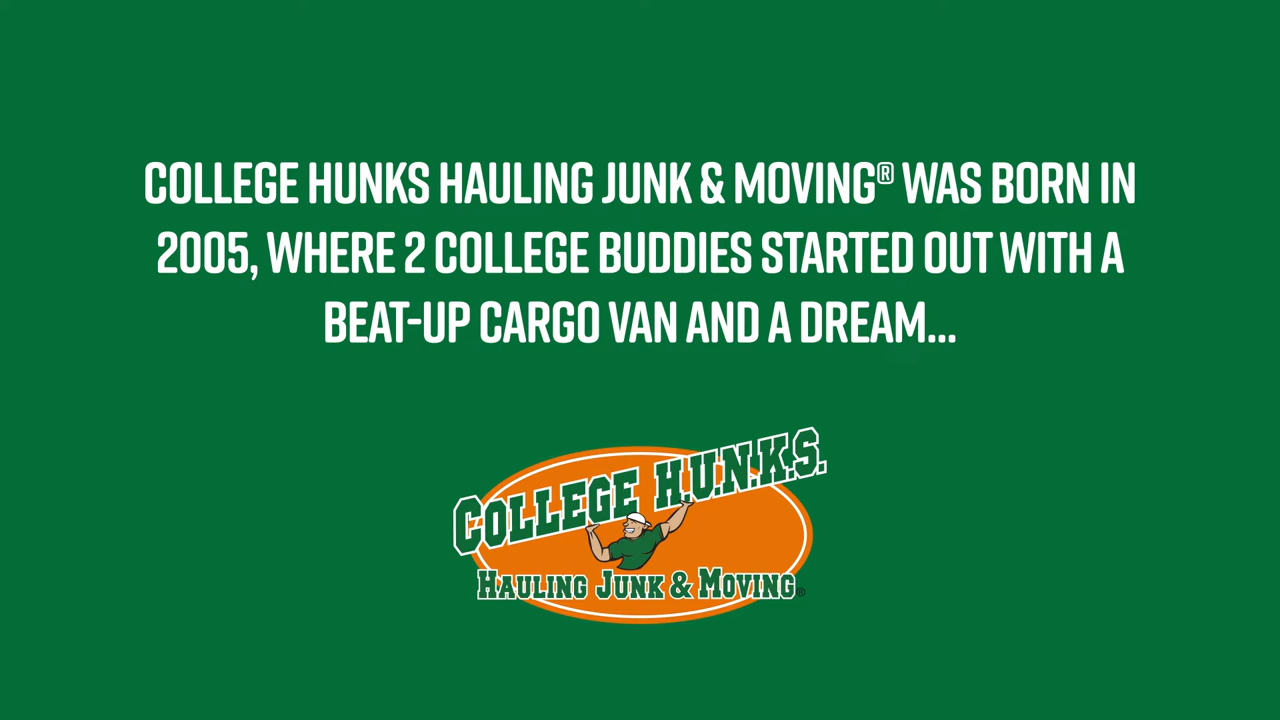 COLLEGE HUNKS HAULING JUNK & MOVING® WAS BORN IN
2005, WHERE 2 COLLEGE BUDDIES STARTED OUT WITH A
BEAT-UP CARGO VAN AND A DREAM...
COLLEGE H.U.N.K.S.
HAULING JUNK & MOVING®